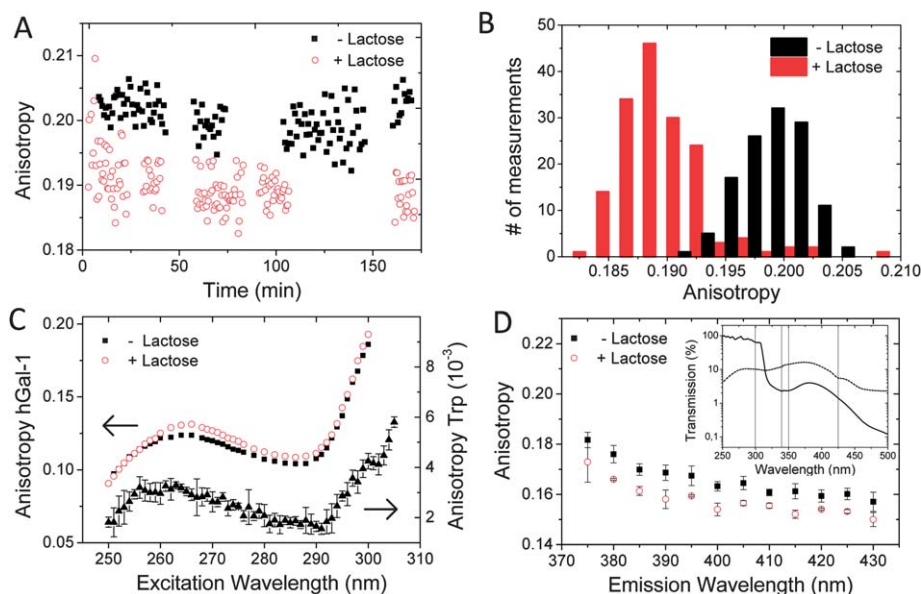 A
- Lactose
+ Lactose
Anisotropy
0.21
0.20
0.19
0.18
0 50 100 150
Time (min)
B
- Lactose
+ Lactose
# of measurements
50
40
30
20
10
0
0.185 0.190 0.195 0.200 0.205 0.210
Anisotropy
C
- Lactose
+ Lactose
Anisotropy hGal-1
0.20
0.15
0.10
0.05
Anisotropy Trp (10⁻³)
8
6
4
2
250 260 270 280 290 300
Excitation Wavelength (nm)
D
- Lactose
+ Lactose
Anisotropy
0.22
0.20
0.18
0.16
0.14
370 380 390 400 410 420 430
Emission Wavelength (nm)
Transmission (%)
100
10
1
0,1
250 300 350 400 450 500
Wavelength (nm)